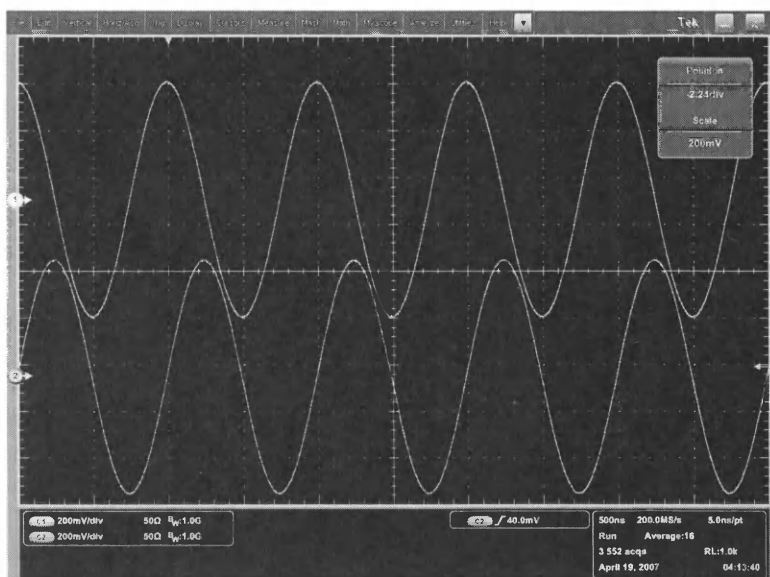 File Edit Vertical Horiz/Acq Trig Display Cursors Measure Mask Math MyScope Analyze Utilities Help Tek
Position
-2.24div
Scale
200mV
1
2
C1 200mV/div 50Ω BW:1.0G
C2 200mV/div 50Ω BW:1.0G
C2 40.0mV
500ns 200.0MS/s 5.0ns/pt
Run Average:16
3 552 acqs RL:1.0k
April 19, 2007 04:13:40